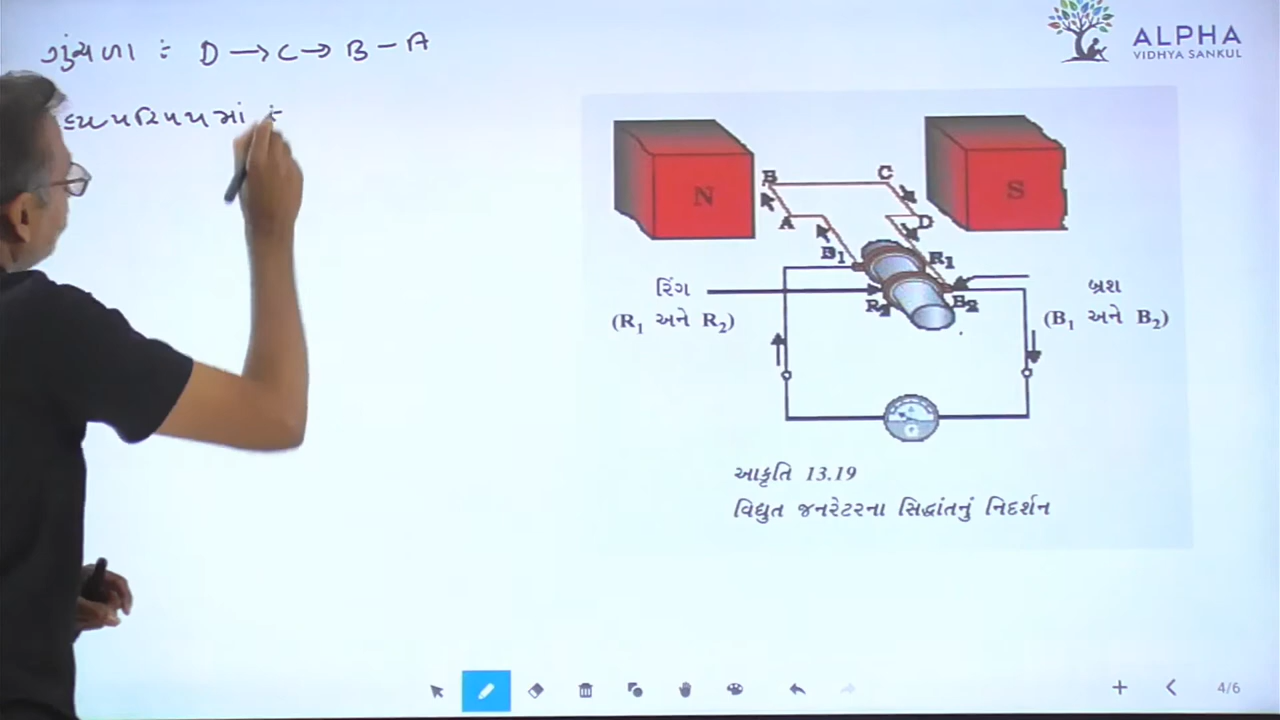 ગુંચળા :- D → C → B - A
ALPHA
VIDHYA SANKUL
N
S
B
C
A
D
B1
R1
રિંગ
R2
B2
બ્રશ
(R1 અને R2)
(B1 અને B2)
G
આકૃતિ 13.19
વિદ્યુત જનરેટરના સિદ્ધાંતનું નિદર્શન
4/6